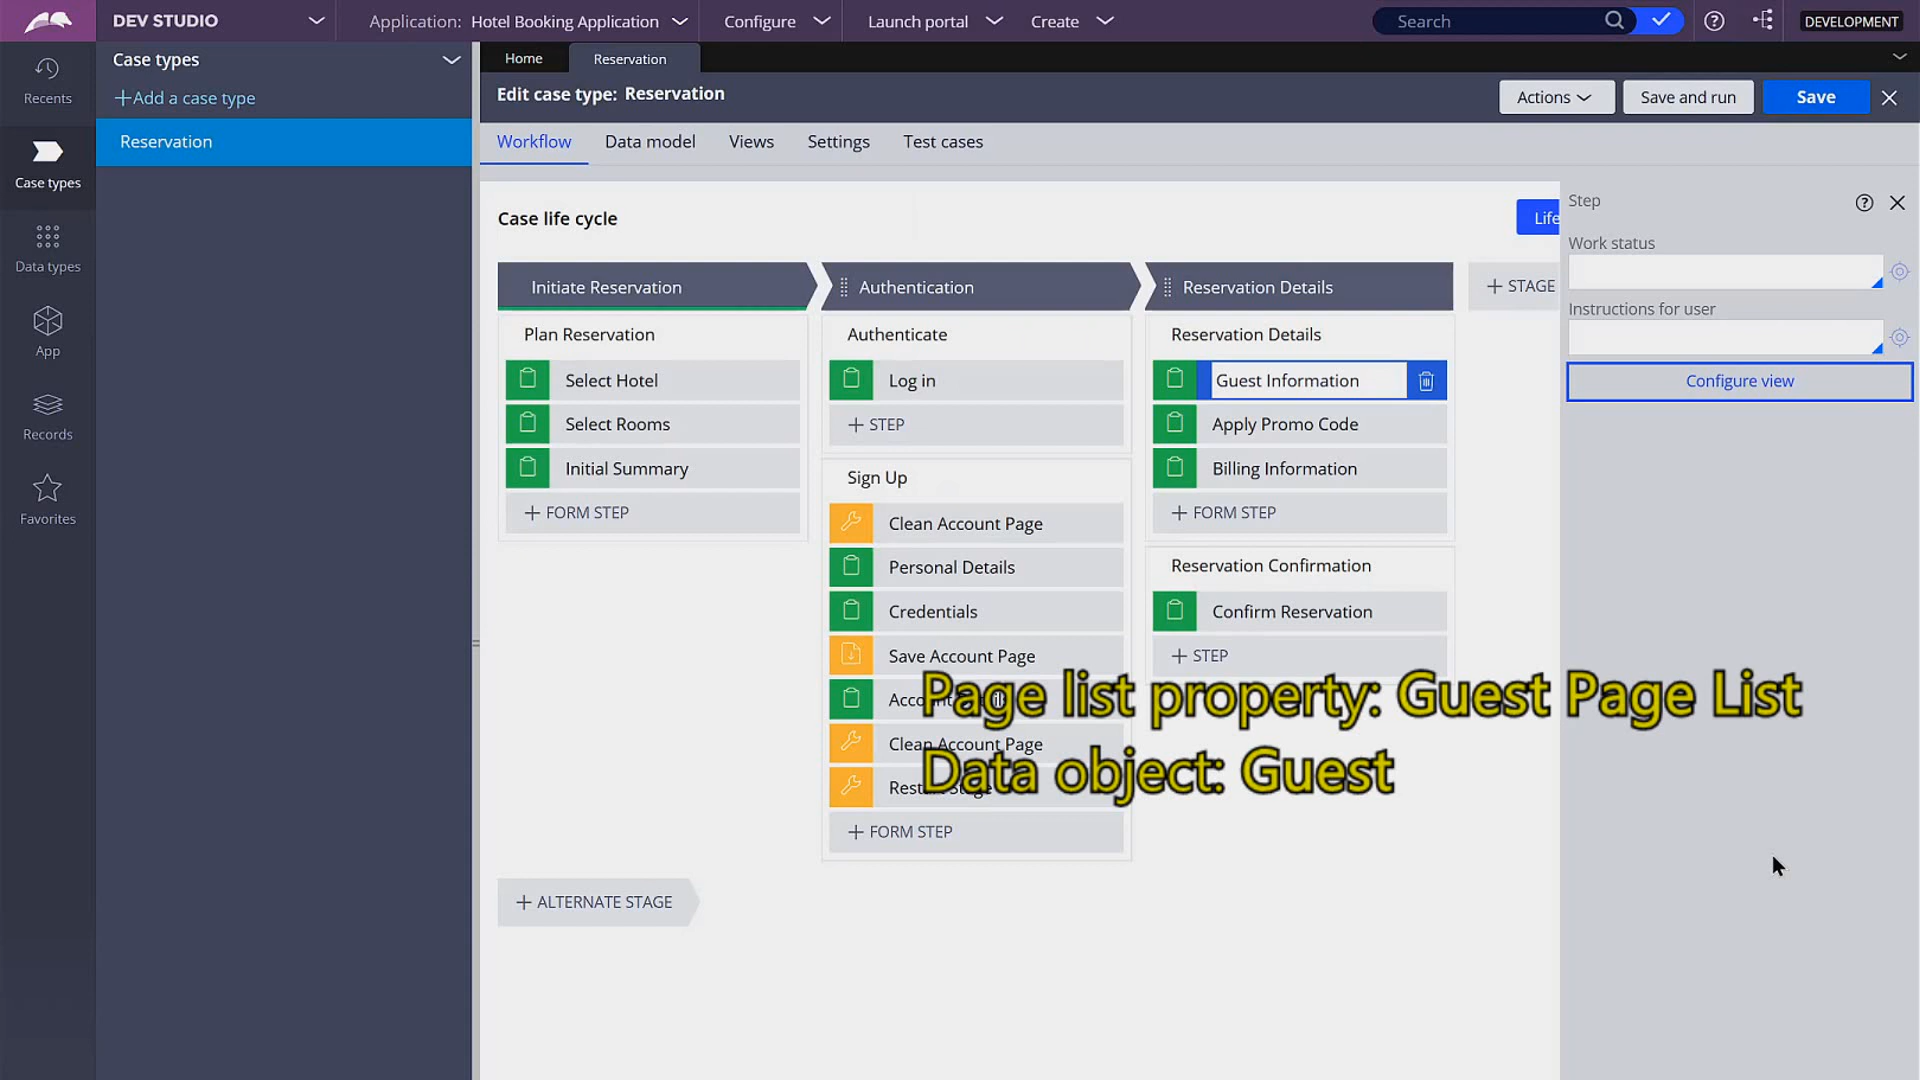 DEV STUDIO
Application: Hotel Booking Application
Configure
Launch portal
Create
Search
DEVELOPMENT
Recents
Case types
Data types
App
Records
Favorites
Case types
+Add a case type
Reservation
Home
Reservation
Edit case type: Reservation
Actions
Save and run
Save
Workflow
Data model
Views
Settings
Test cases
Case life cycle
Life
Initiate Reservation
Authentication
Reservation Details
+ STAGE
Plan Reservation
Select Hotel
Select Rooms
Initial Summary
+ FORM STEP
Authenticate
Log in
+ STEP
Sign Up
Clean Account Page
Personal Details
Credentials
Save Account Page
Clean Account Page
+ FORM STEP
Reservation Details
Guest Information
Apply Promo Code
Billing Information
+ FORM STEP
Reservation Confirmation
Confirm Reservation
+ STEP
+ ALTERNATE STAGE
Step
Work status
Instructions for user
Configure view
Page list property: Guest Page List
Data object: Guest